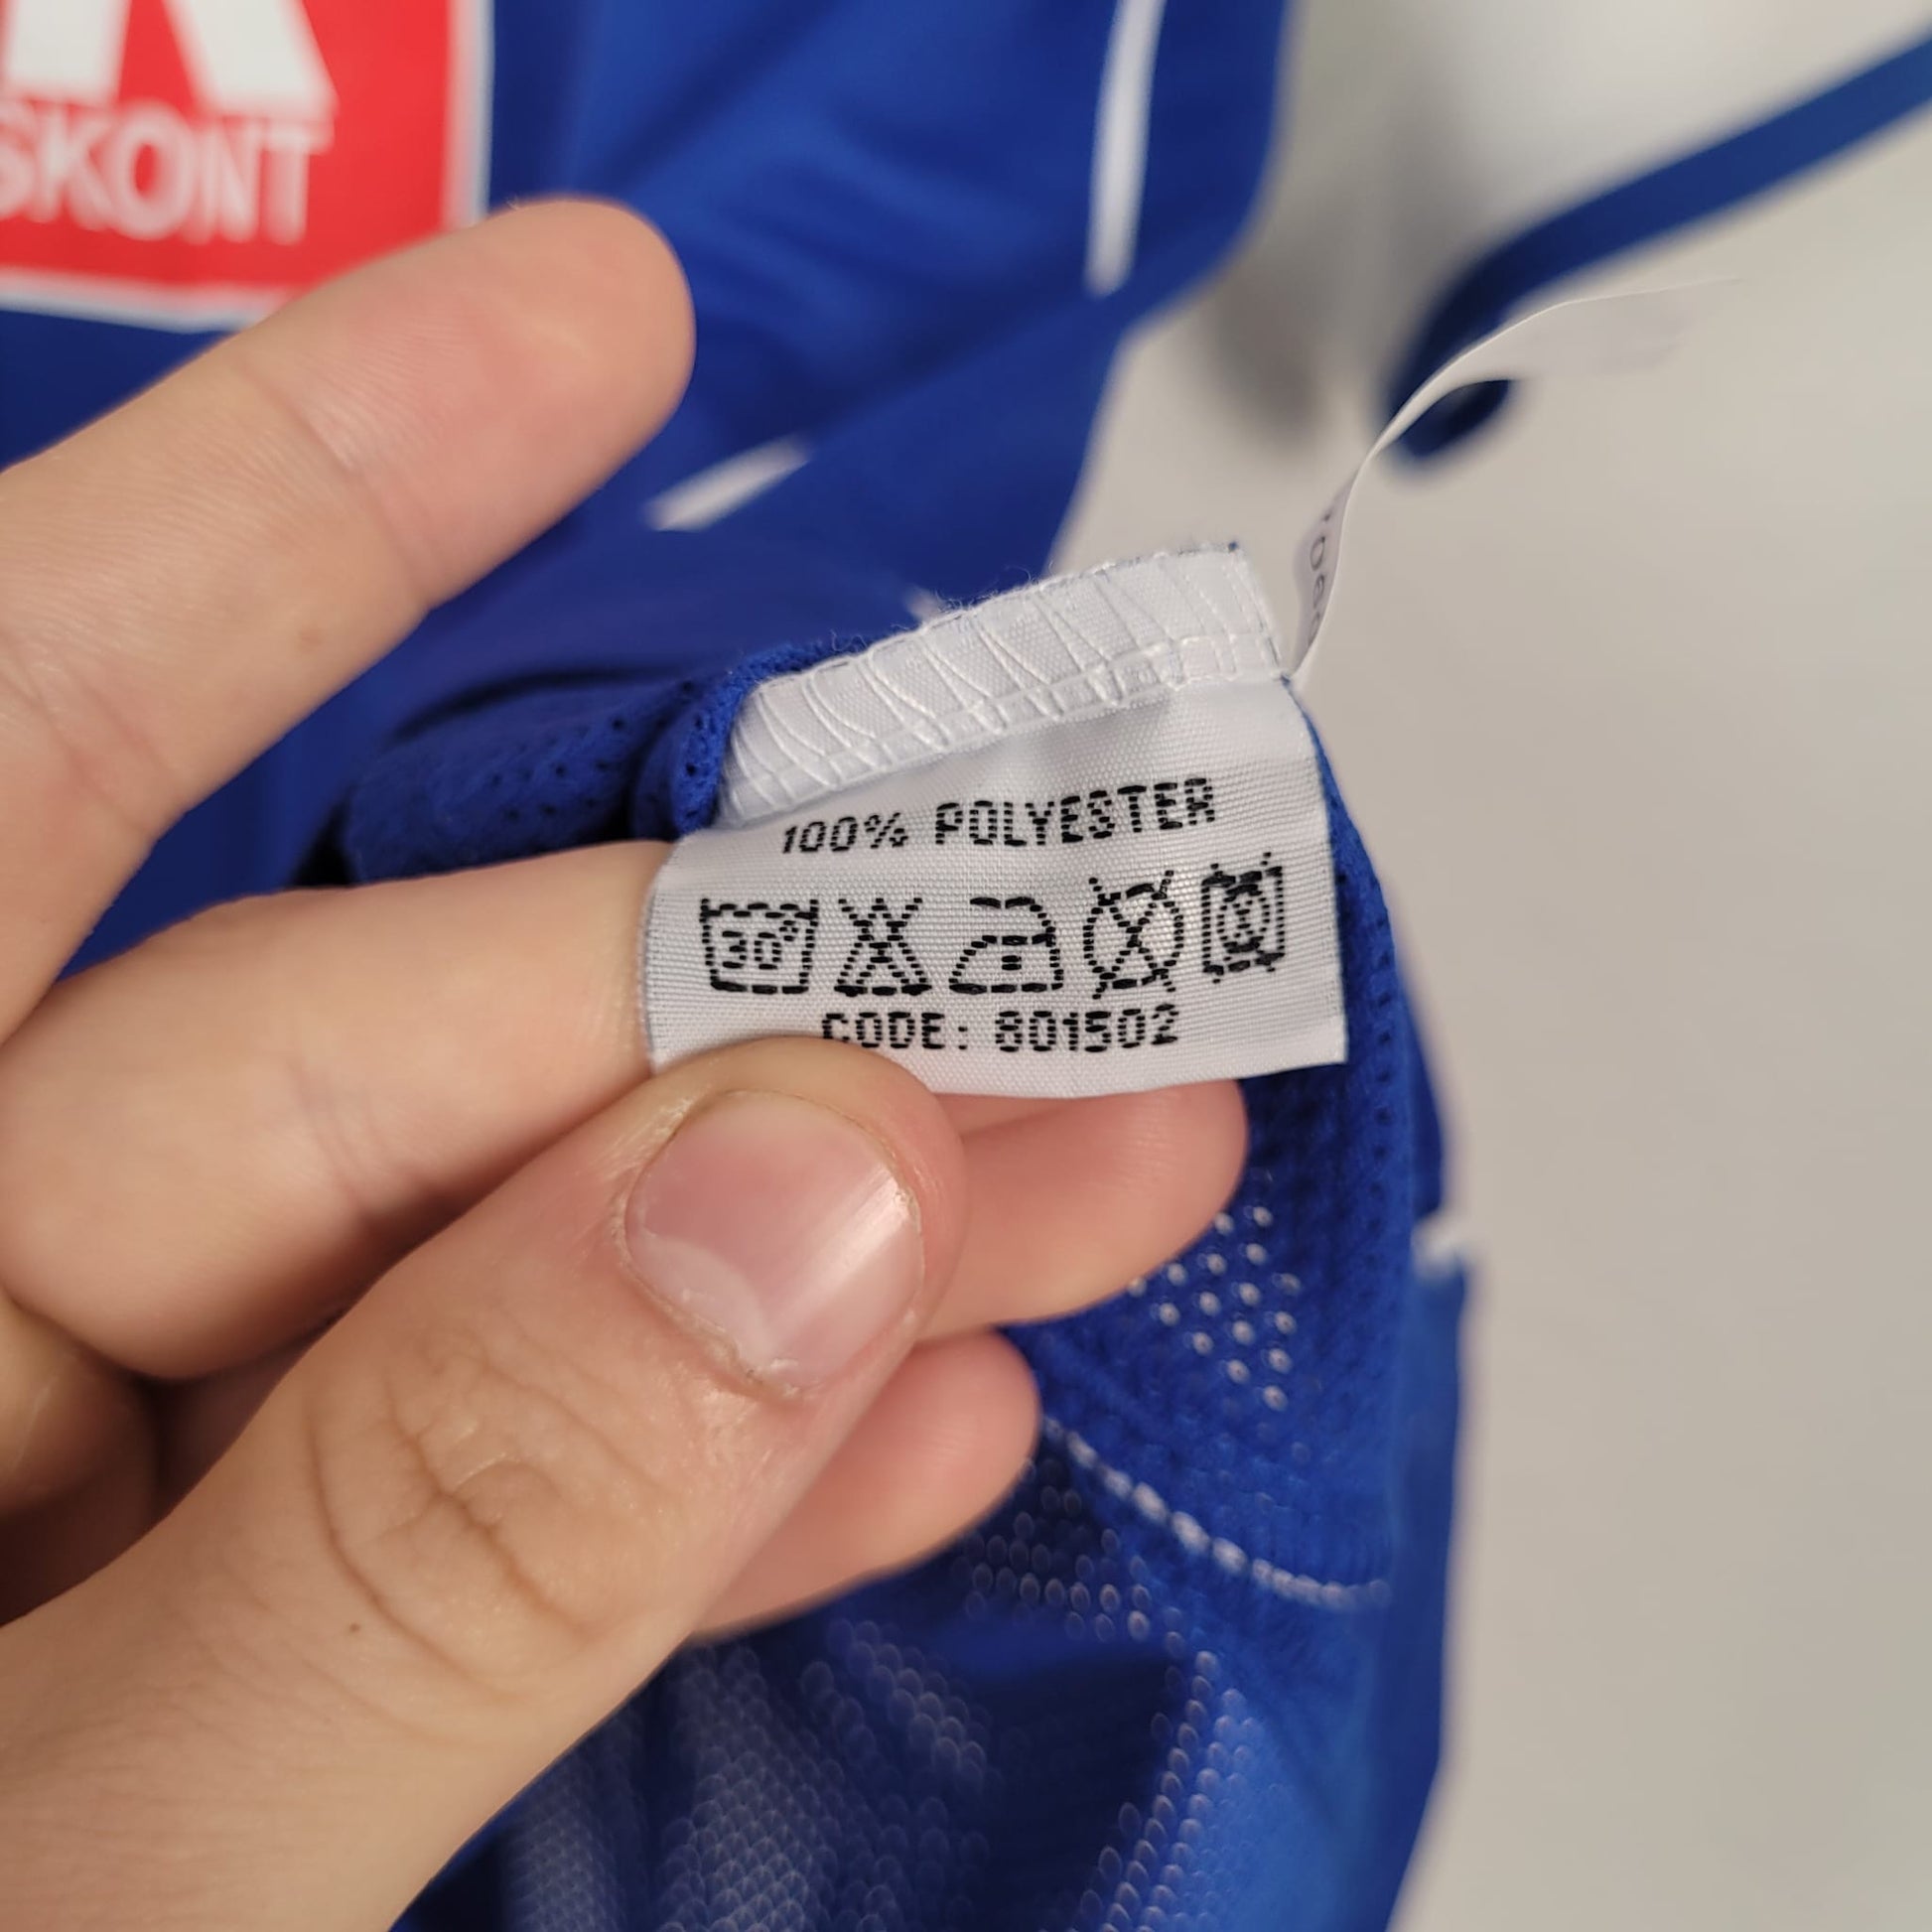 SKONT
100% POLYESTER
30°
CODE: 801502